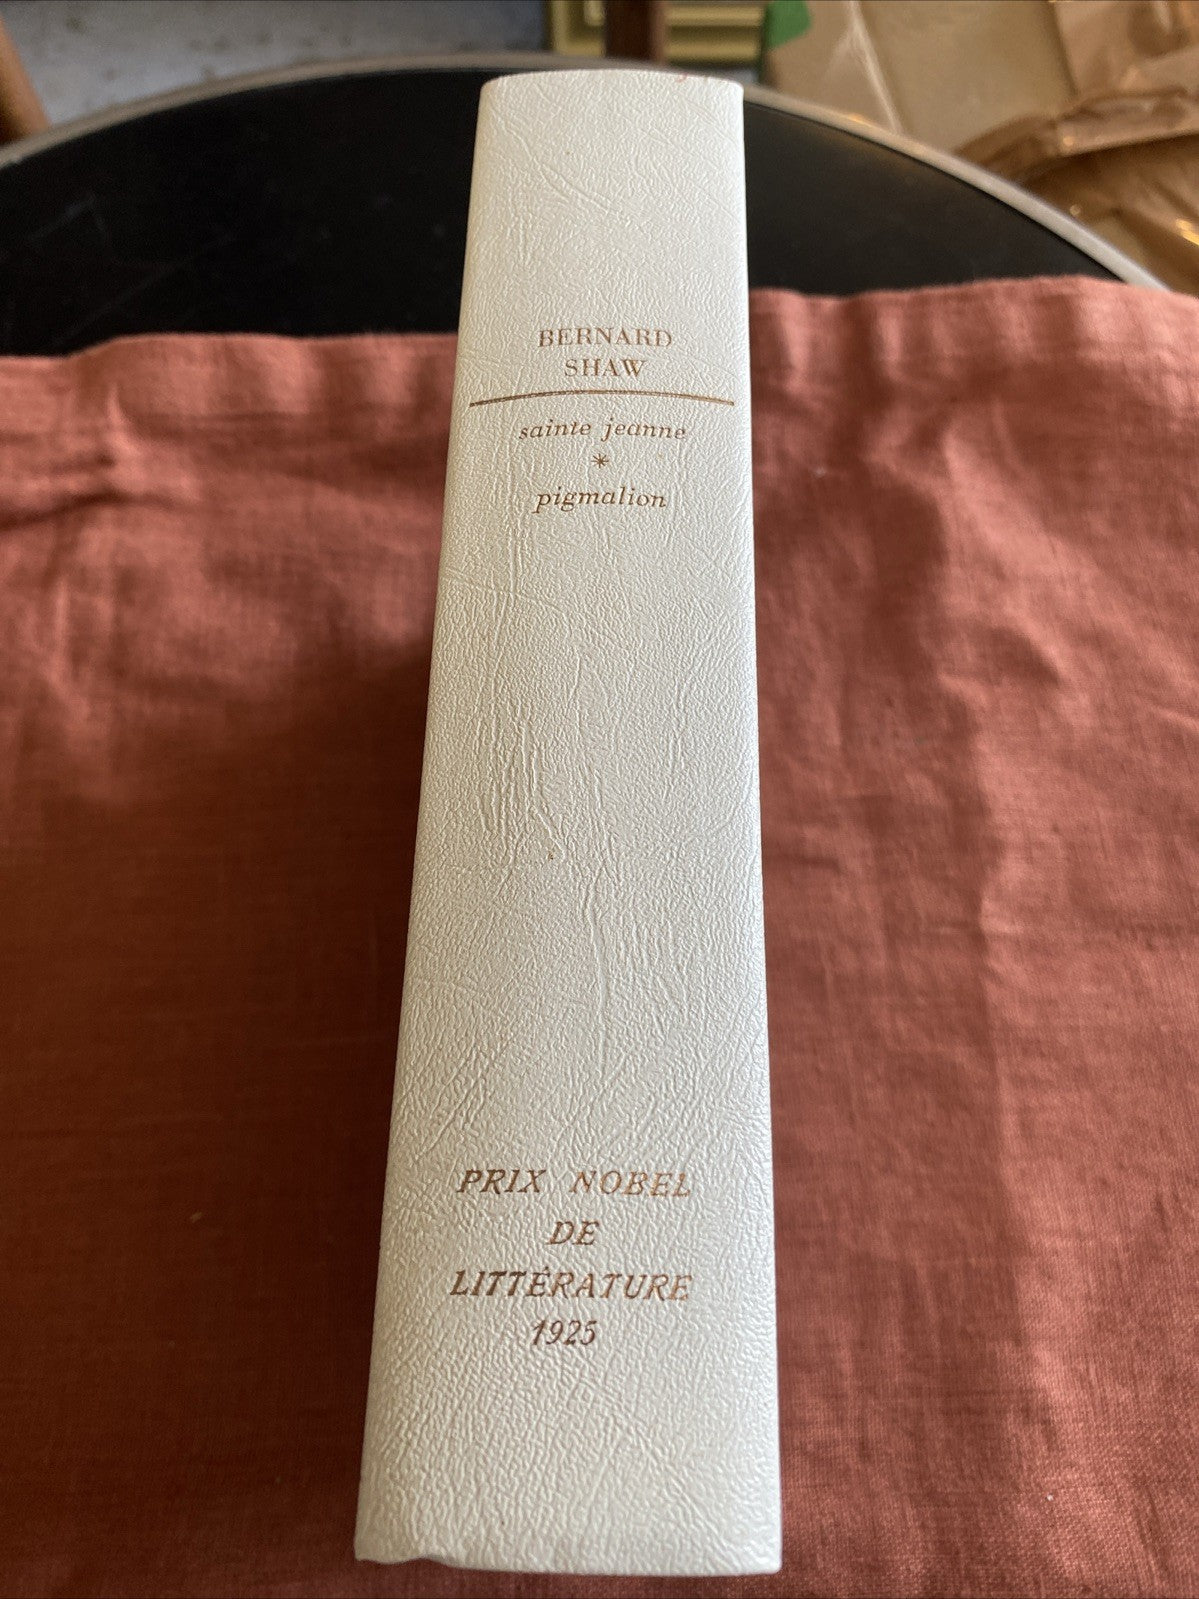 BERNARD
SHAW
sainte jeanne
*
pigmalion
PRIX NOBEL
DE
LITTÉRATURE
1925